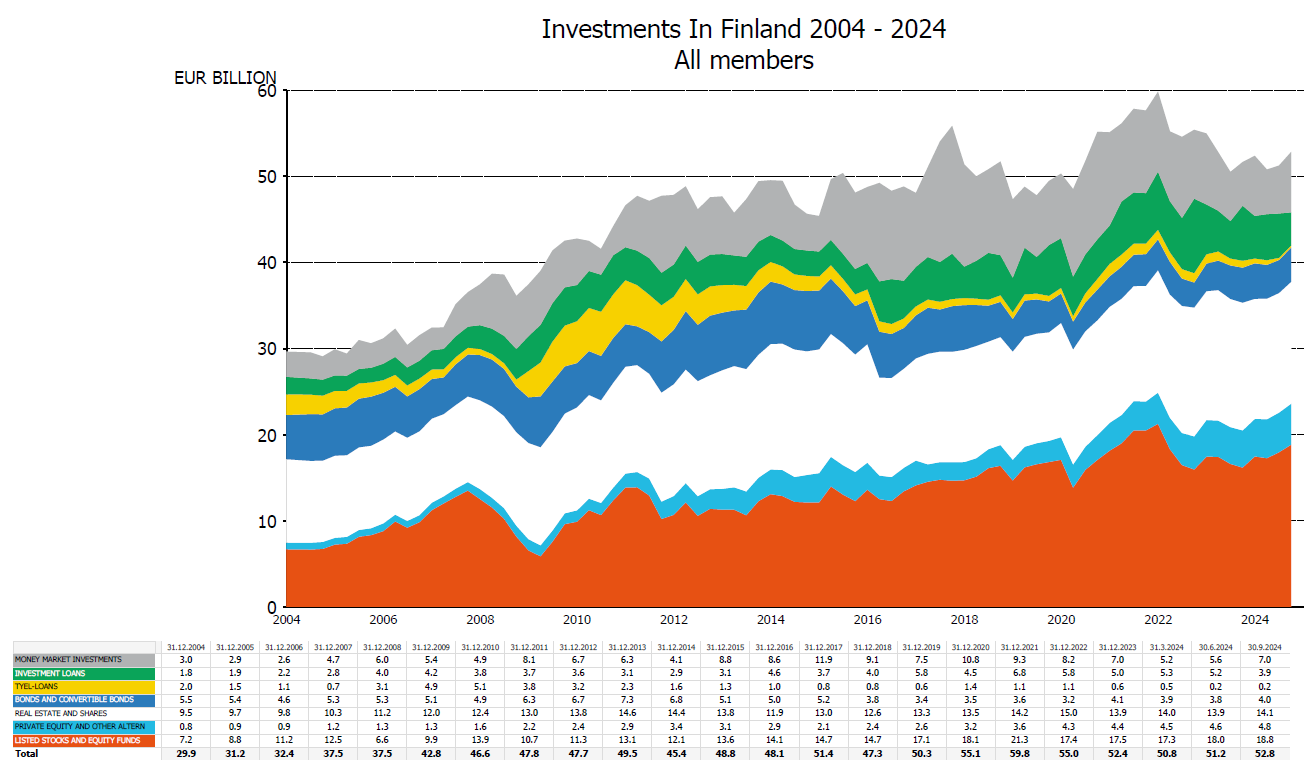 Investments In Finland 2004 - 2024
All members
EUR BILLION
60
50
40
30
20
10
0
2004 2006 2008 2010 2012 2014 2016 2018 2020 2022 2024
31.12.2004 31.12.2005 31.12.2006 31.12.2007 31.12.2008 31.12.2009 31.12.2010 31.12.2011 31.12.2012 31.12.2013 31.12.2014 31.12.2015 31.12.2016 31.12.2017 31.12.2018 31.12.2019 31.12.2020 31.12.2021 31.12.2022 31.12.2023 31.3.2024 30.6.2024 30.9.2024
MONEY MARKET INVESTMENTS 3.0 2.9 2.6 4.7 6.0 5.4 4.9 8.1 6.7 6.3 4.1 8.8 8.6 11.9 9.1 7.5 10.8 9.3 8.2 7.0 5.2 5.6 7.0
INVESTMENT LOANS 1.8 1.9 2.2 2.8 4.0 4.2 3.8 3.7 3.6 3.1 2.9 3.1 4.6 3.7 4.0 5.8 4.5 6.8 5.8 5.0 5.3 5.2 3.9
TYEL-LOANS 2.0 1.5 1.1 0.7 3.1 4.9 5.1 3.8 3.2 2.3 1.6 1.3 1.0 0.8 0.8 0.6 1.4 1.1 1.1 0.6 0.5 0.2 0.2
BONDS AND CONVERTIBLE BONDS 5.5 5.4 4.6 5.3 5.3 5.1 4.9 6.3 6.7 7.3 6.8 5.1 5.0 5.2 3.8 3.4 3.5 3.6 3.2 4.1 3.9 3.8 4.0
REAL ESTATE AND SHARES 9.5 9.7 9.8 10.3 11.2 12.0 12.4 13.0 13.8 14.6 14.4 13.8 11.9 13.0 12.6 13.3 13.5 14.2 15.0 13.9 14.0 13.9 14.1
PRIVATE EQUITY AND OTHER ALTERN 0.8 0.9 0.9 1.2 1.3 1.3 1.6 2.2 2.4 2.9 3.4 3.1 2.9 2.1 2.4 2.6 3.2 3.6 4.3 4.4 4.5 4.6 4.8
LISTED STOCKS AND EQUITY FUNDS 7.2 8.8 11.2 12.5 6.6 9.9 13.9 10.7 11.3 13.1 12.1 13.6 14.1 14.7 14.7 17.1 18.1 21.3 17.4 17.5 17.3 18.0 18.8
Total 29.9 31.2 32.4 37.5 37.5 42.8 46.6 47.8 47.7 49.5 45.4 48.8 48.1 51.4 47.3 50.3 55.1 59.8 55.0 52.4 50.8 51.2 52.8